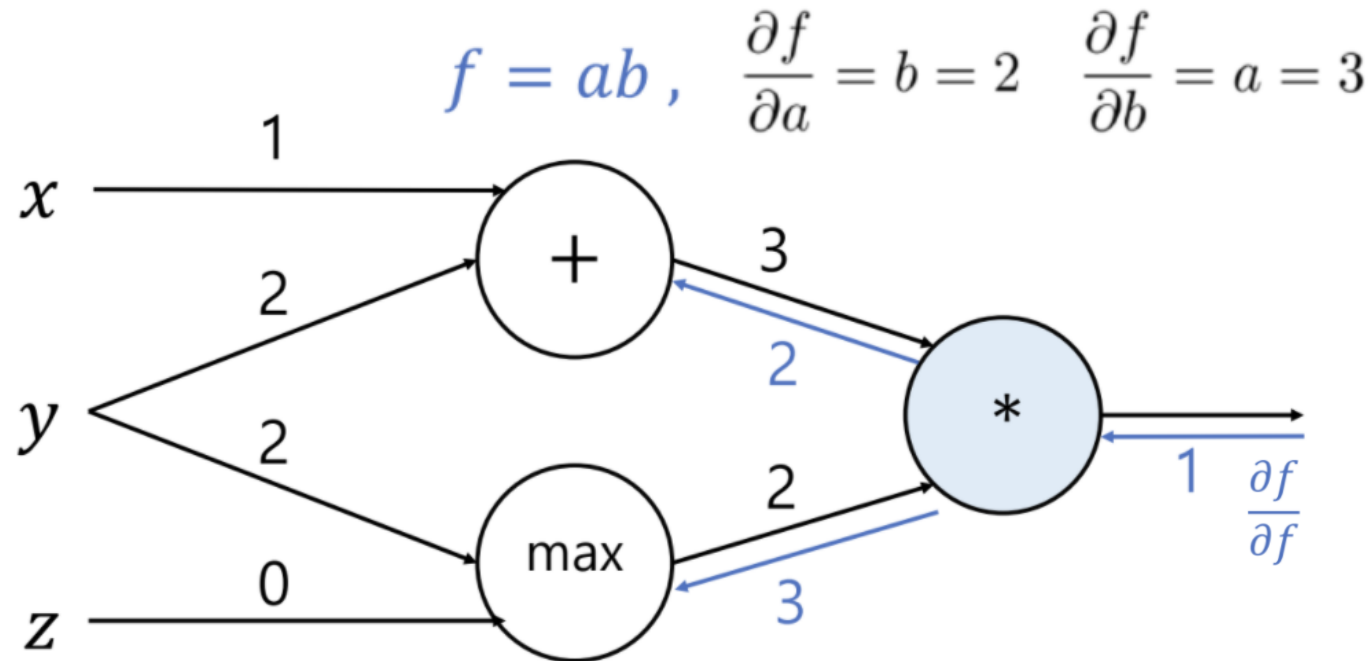 f = ab , ∂f/∂a = b = 2 ∂f/∂b = a = 3
1
x
+
3
2
2
y
*
2
2
1 ∂f/∂f
max
0
3
z